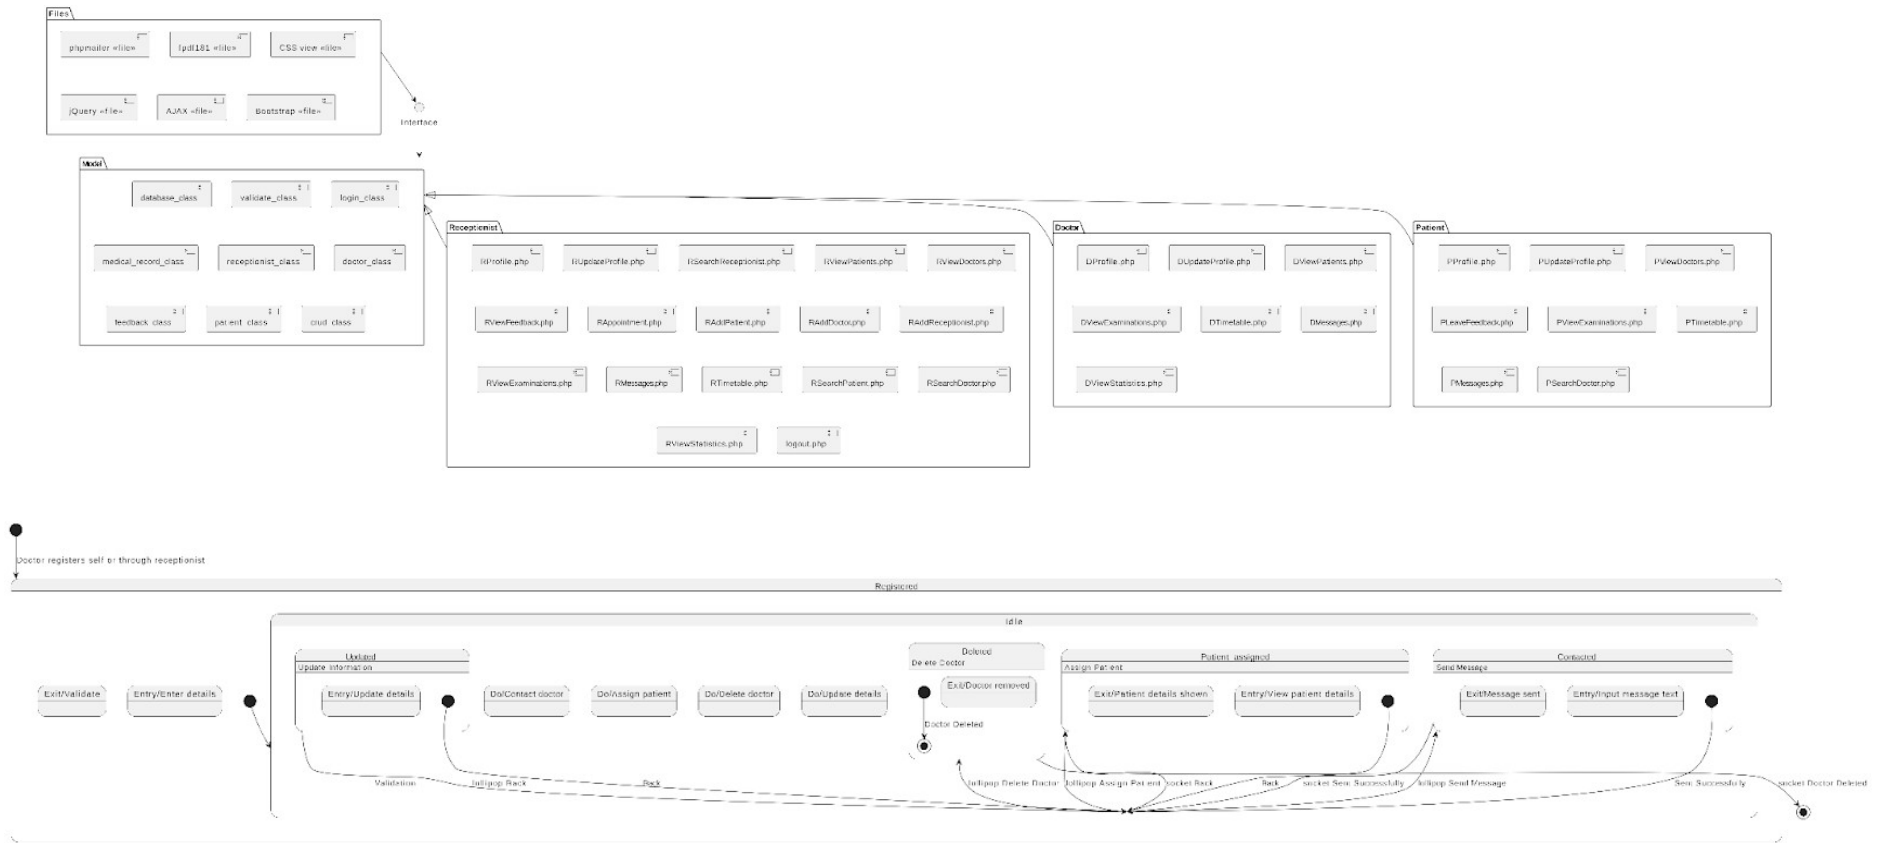 Files
phpmailer «file»
fpdf181 «file»
CSS view «file»
jQuery «file»
AJAX «file»
Bootstrap «file»
Interface
Model
database_class
validate_class
login_class
medical_record_class
receptionist_class
doctor_class
feedback_class
patient_class
crud_class
Receptionist
RProfile.php
RUpdateProfile.php
RSearchReceptionist.php
RViewPatients.php
RViewDoctors.php
RViewFeedback.php
RAppointment.php
RAddPatient.php
RAddDoctor.php
RAddReceptionist.php
RViewExaminations.php
RMessages.php
RTimetable.php
RSearchPatient.php
RSearchDoctor.php
RViewStatistics.php
logout.php
Doctor
DProfile.php
DUpdateProfile.php
DViewPatients.php
DViewExaminations.php
DTimetable.php
DMessages.php
DViewStatistics.php
Patient
PProfile.php
PUpdateProfile.php
PViewDoctors.php
PLeaveFeedback.php
PViewExaminations.php
PTimetable.php
PMessages.php
PSearchDoctor.php
Doctor registers self or through receptionist
Registered
Idle
Exit/Validate
Entry/Enter details
Updated
Update Information
Entry/Update details
Do/Contact doctor
Do/Assign patient
Do/Delete doctor
Do/Update details
Deleted
Delete Doctor
Exit/Doctor removed
Doctor Deleted
Patient_assigned
Assign Patient
Exit/Patient details shown
Entry/View patient details
Contacted
Send Message
Exit/Message sent
Entry/Input message text
Validation
lollipop Back
Back
lollipop Delete Doctor
lollipop Assign Patient
socket Back
Back
socket Sent Successfully
lollipop Send Message
Sent Successfully
socket Doctor Deleted